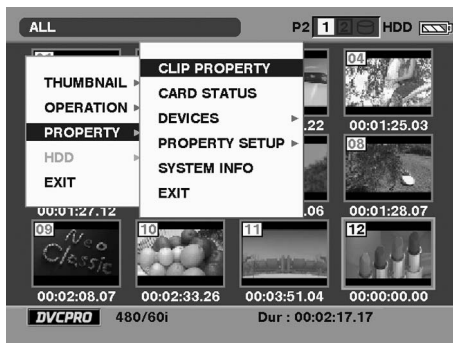 ALL P2 1 2 HDD
04
THUMBNAIL
OPERATION
PROPERTY
HDD
EXIT
CLIP PROPERTY
CARD STATUS
DEVICES
PROPERTY SETUP
SYSTEM INFO
EXIT
.22 00:01:25.03
08
00:01:27.12 .06 00:01:28.07
09 10 11 12
Neo
Classic
00:02:08.07 00:02:33.26 00:03:51.04 00:00:00.00
DVCPRO 480/60i Dur : 00:02:17.17